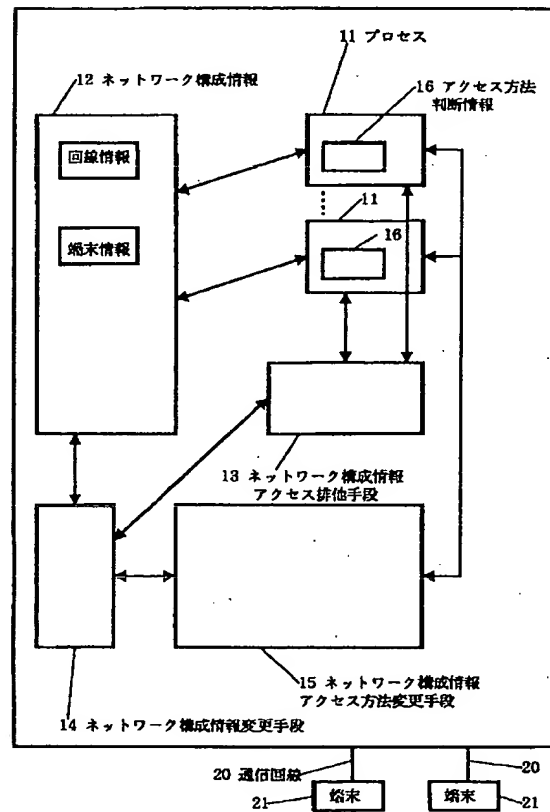 11 プロセス
12 ネットワーク構成情報
16 アクセス方法
判断情報
回線情報
端末情報
11
16
13 ネットワーク構成情報
アクセス排他手段
15 ネットワーク構成情報
アクセス方法変更手段
14 ネットワーク構成情報変更手段
20 通信回線
20
21
端末
端末
21